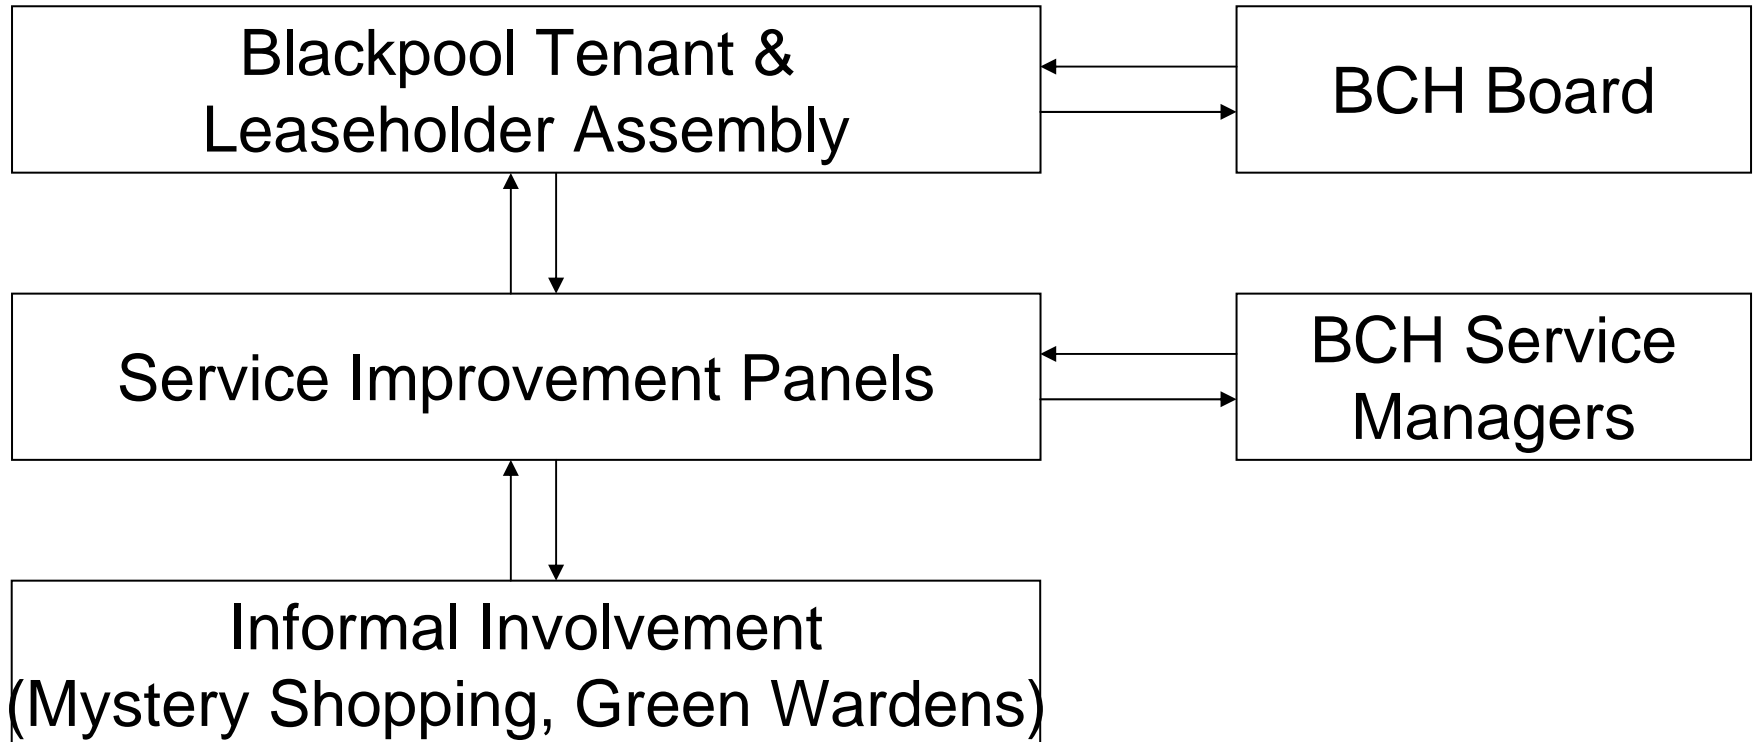 Blackpool Tenant &
Leaseholder Assembly
BCH Board
Service Improvement Panels
BCH Service
Managers
Informal Involvement
(Mystery Shopping, Green Wardens)